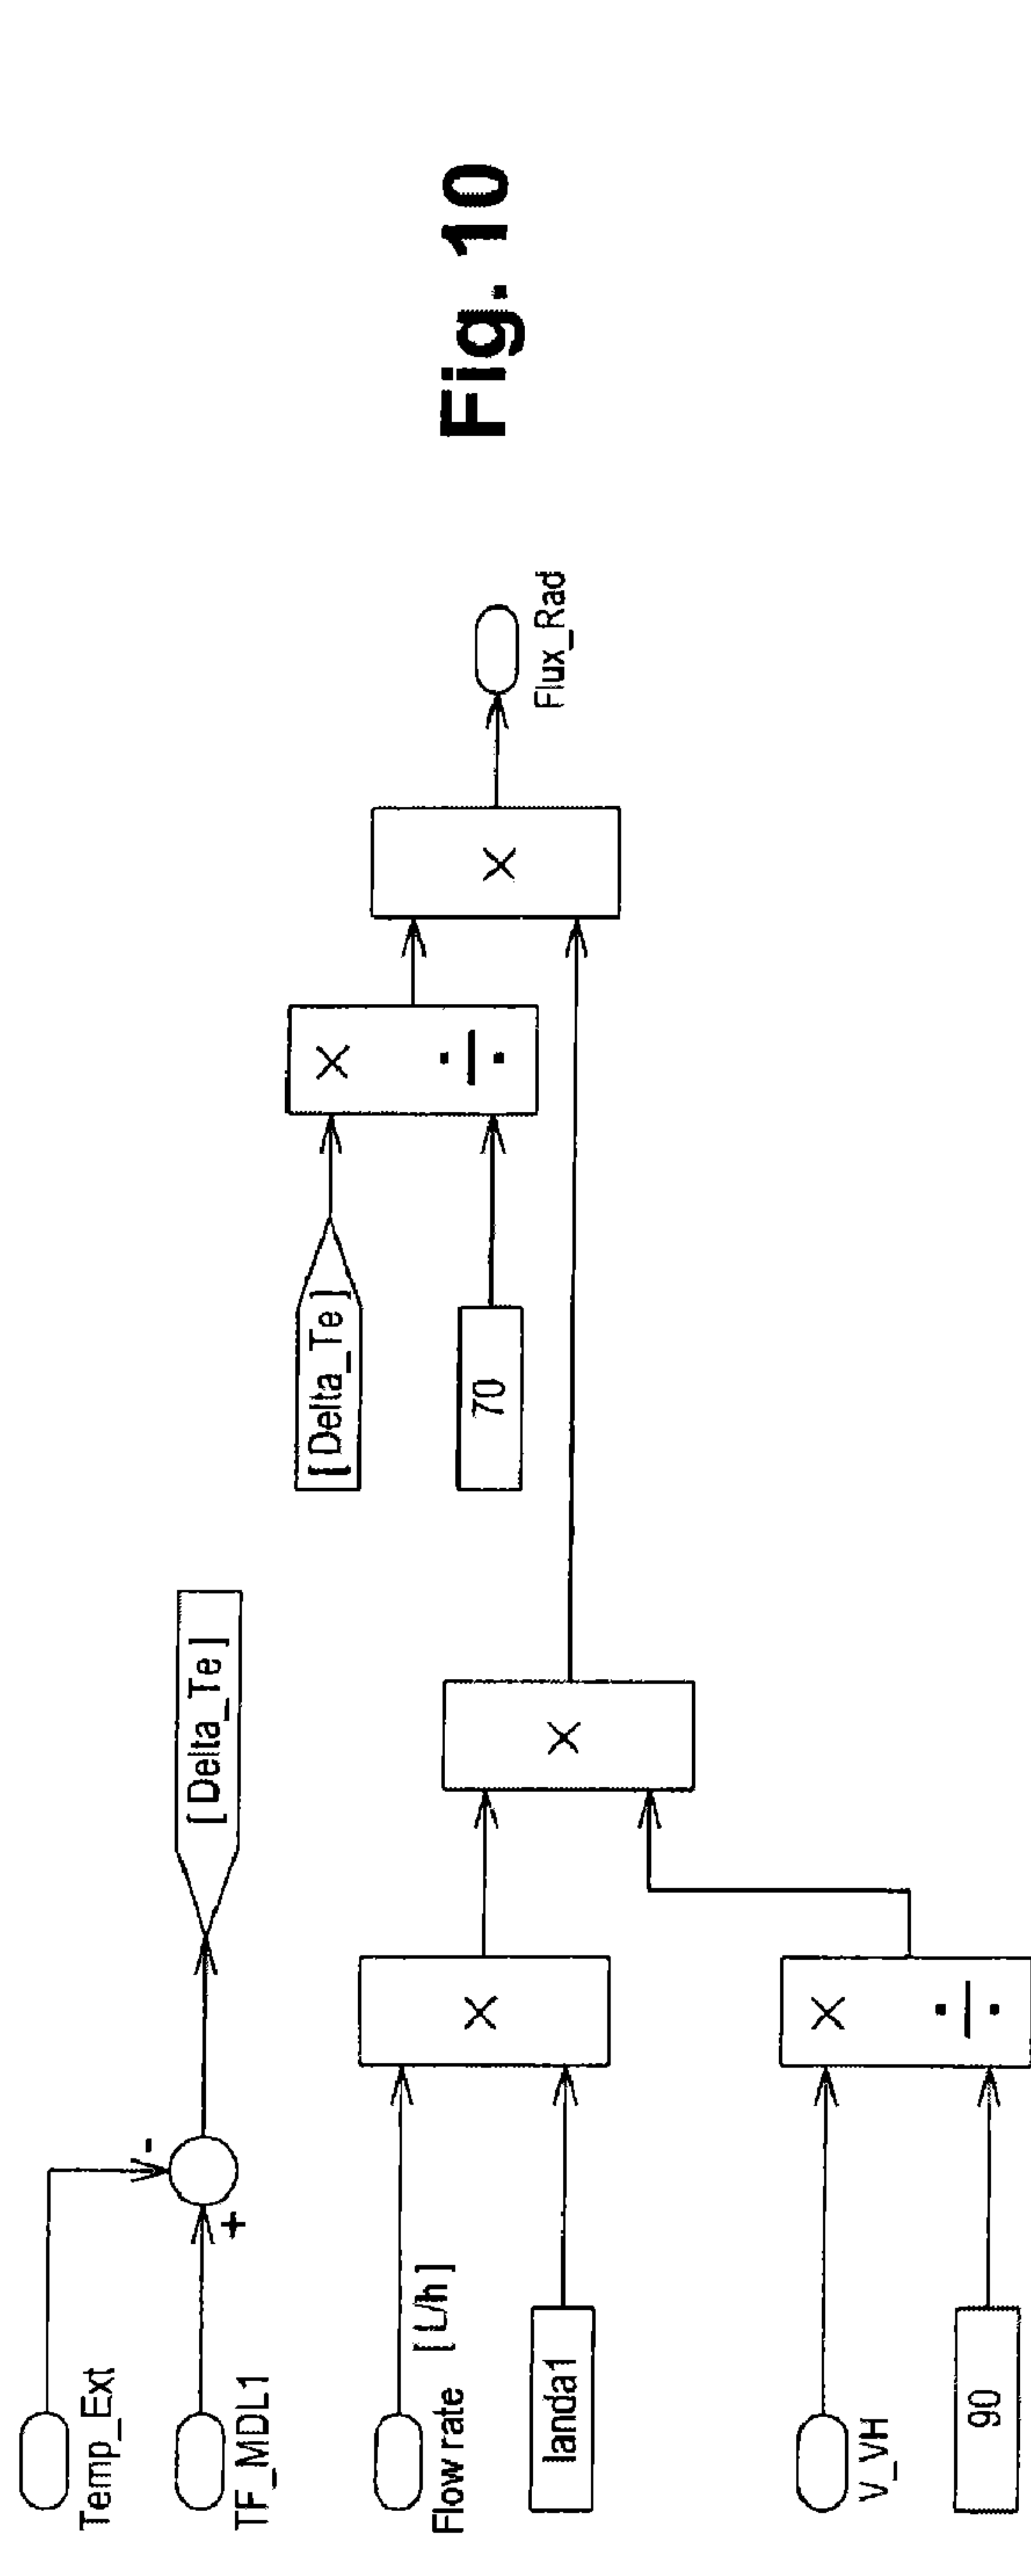 Temp_Ext
-
TF_MDL1
+
[Delta_Te]
Flow rate [L/h]
landa1
×
V_VH
90
×
÷
×
[Delta_Te]
70
×
÷
×
Flux_Rad
Fig. 10